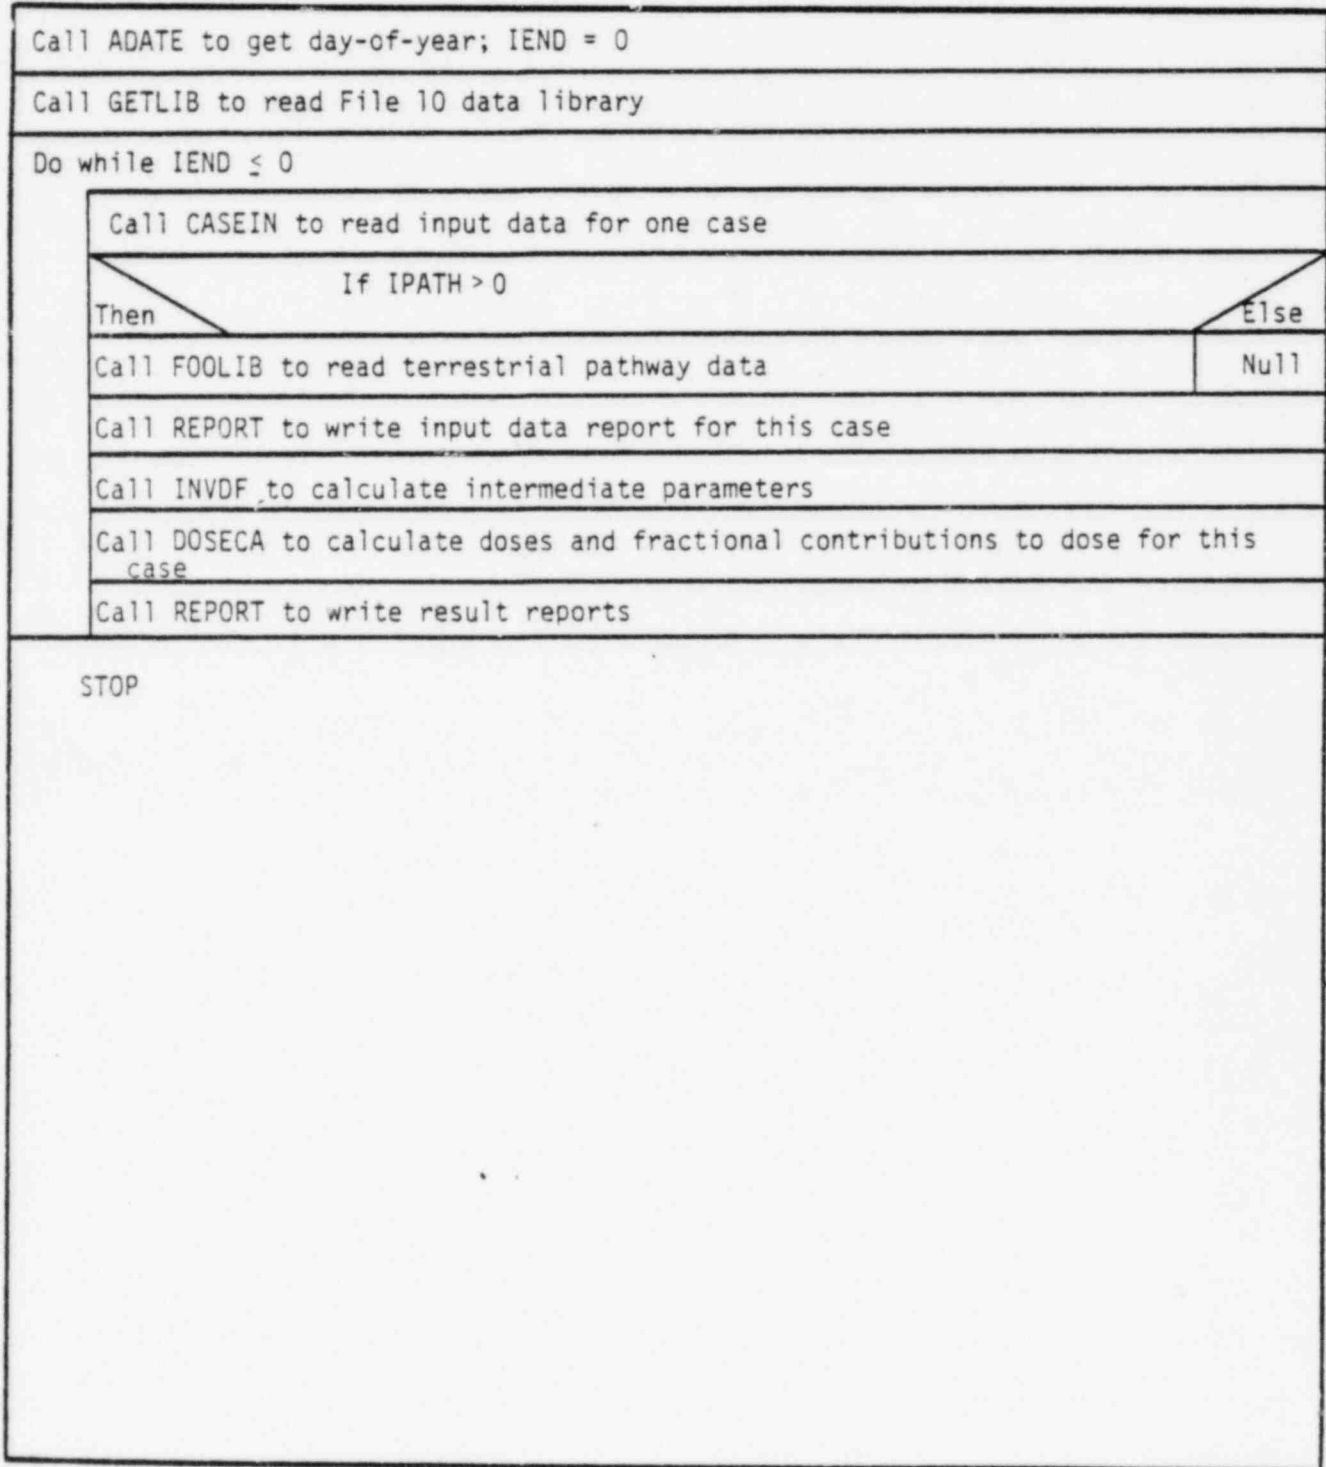 Call ADATE to get day-of-year; IEND = 0
Call GETLIB to read File 10 data library
Do while IEND ≤ 0
Call CASEIN to read input data for one case
If IPATH > 0
Then
Else
Call FOOLIB to read terrestrial pathway data
Null
Call REPORT to write input data report for this case
Call INVDF to calculate intermediate parameters
Call DOSECA to calculate doses and fractional contributions to dose for this
case
Call REPORT to write result reports
STOP